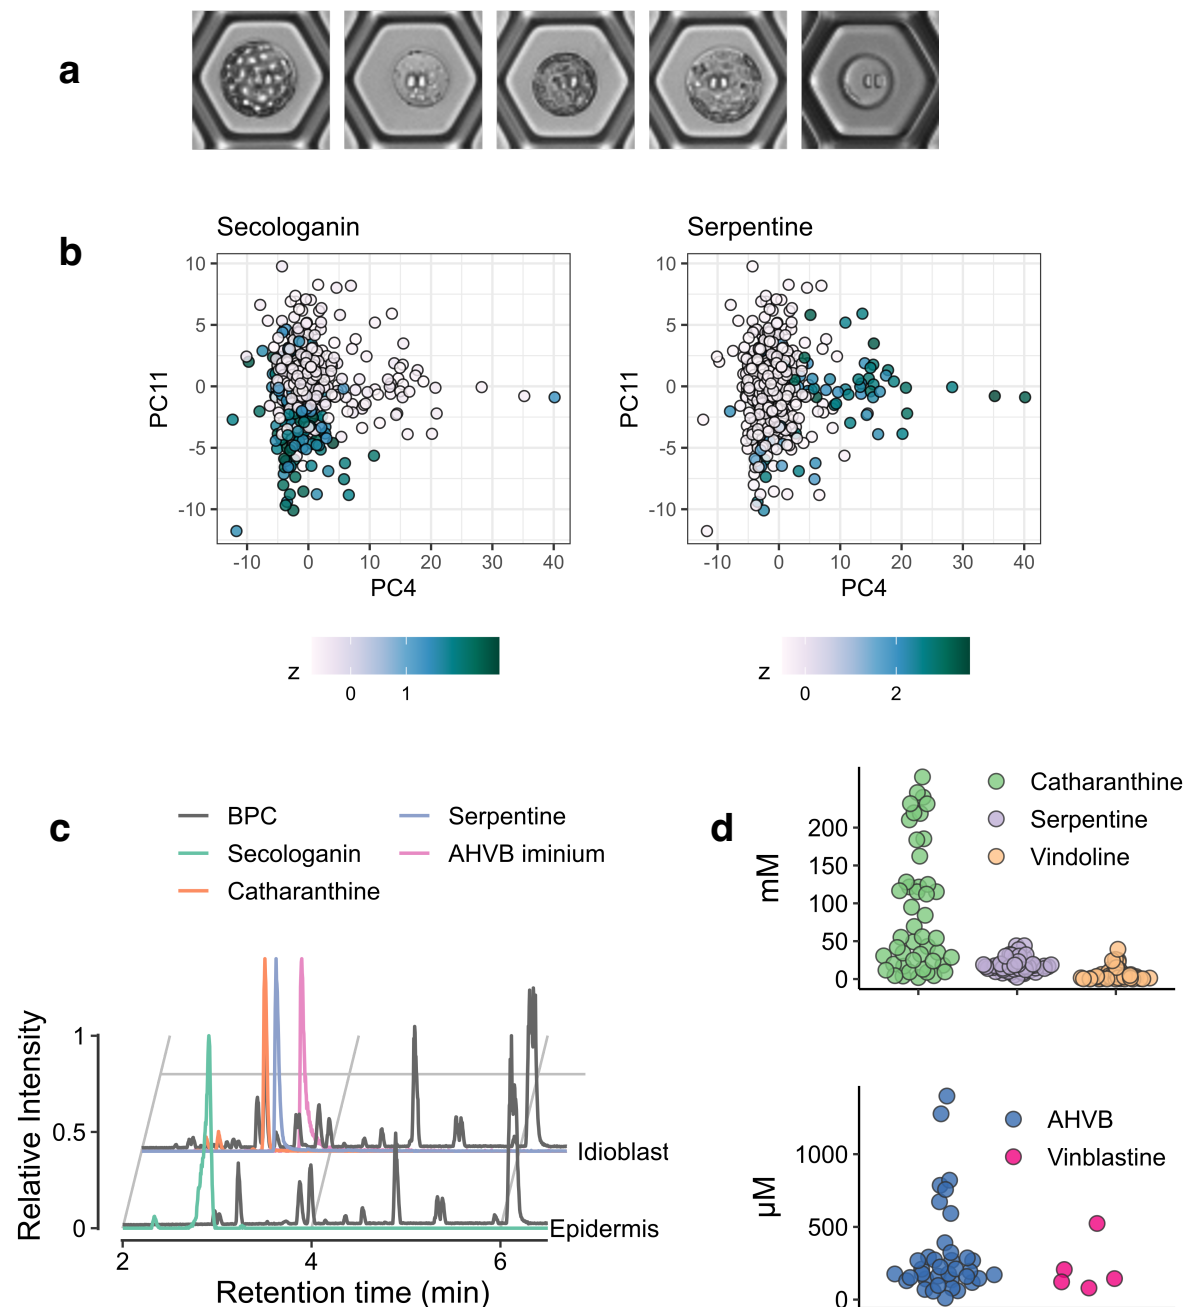 a
b
Secologanin
Serpentine
10
5
0
-5
-10
PC11
-10 0 10 20 30 40
PC4
10
5
0
-5
-10
PC11
-10 0 10 20 30 40
PC4
z
0 1
z
0 2
c
BPC
Secologanin
Catharanthine
Serpentine
AHVB iminium
Relative Intensity
1
0.5
0
Idioblast
Epidermis
2 4 6
Retention time (min)
d
Catharanthine
Serpentine
Vindoline
mM
200
150
100
50
0
AHVB
Vinblastine
µM
1000
500
0